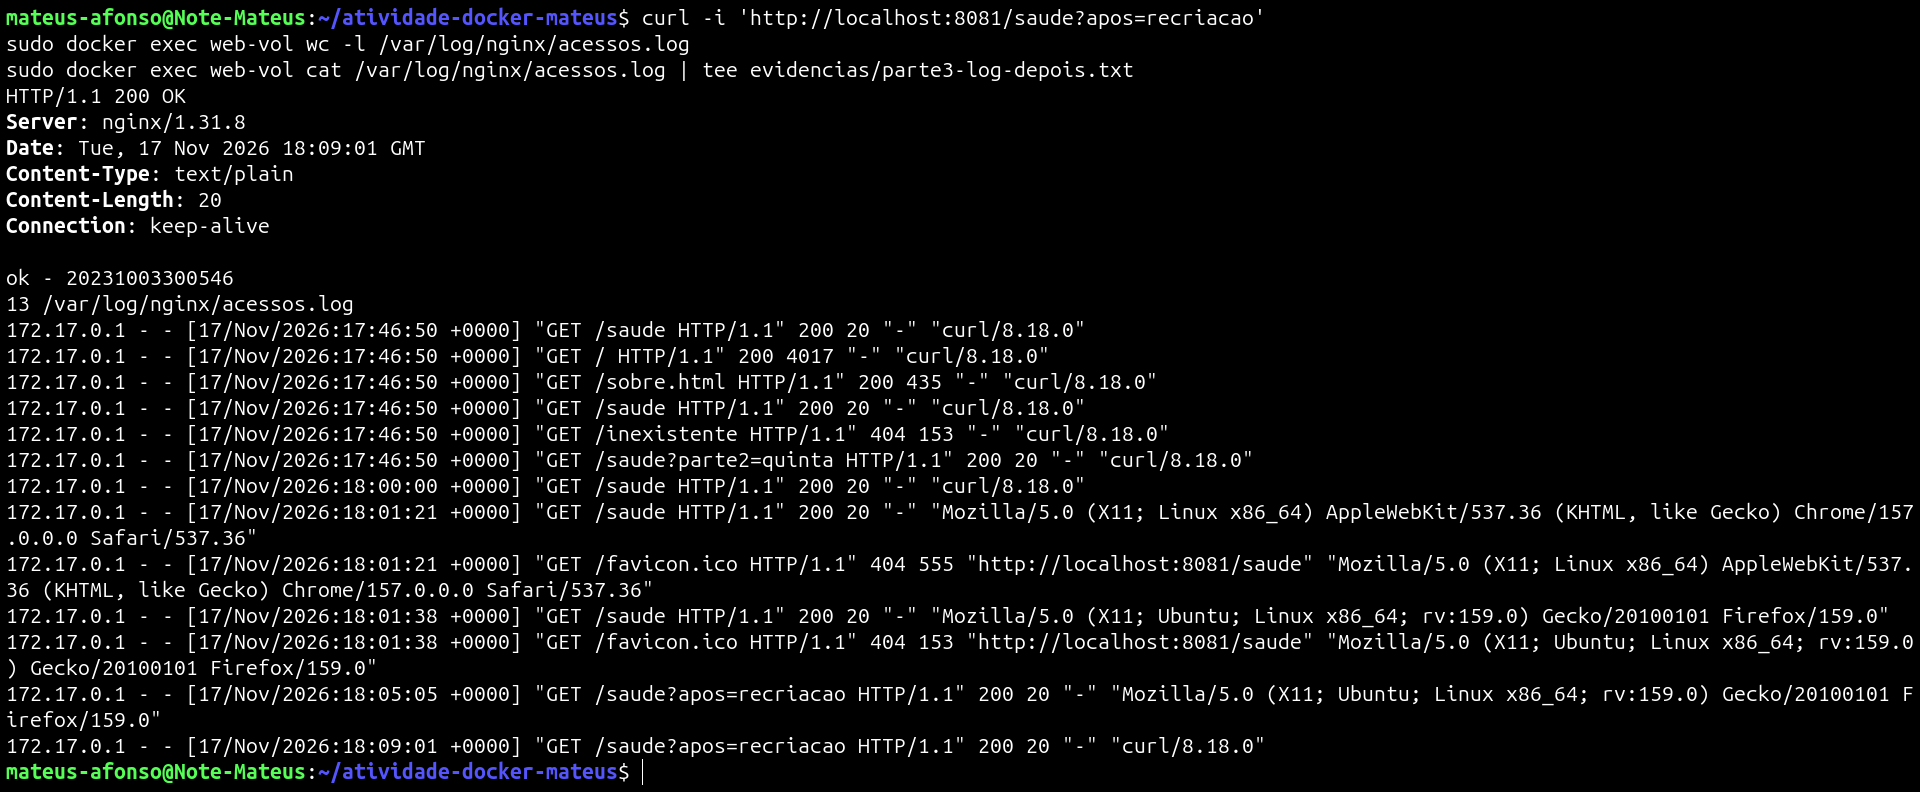 mateus-afonso@Note-Mateus:~/atividade-docker-mateus$ curl -i 'http://localhost:8081/saude?apos=recriacao'
sudo docker exec web-vol wc -l /var/log/nginx/acessos.log
sudo docker exec web-vol cat /var/log/nginx/acessos.log | tee evidencias/parte3-log-depois.txt
HTTP/1.1 200 OK
Server: nginx/1.31.8
Date: Tue, 17 Nov 2026 18:09:01 GMT
Content-Type: text/plain
Content-Length: 20
Connection: keep-alive

ok - 20231003300546
13 /var/log/nginx/acessos.log
172.17.0.1 - - [17/Nov/2026:17:46:50 +0000] "GET /saude HTTP/1.1" 200 20 "-" "curl/8.18.0"
172.17.0.1 - - [17/Nov/2026:17:46:50 +0000] "GET / HTTP/1.1" 200 4017 "-" "curl/8.18.0"
172.17.0.1 - - [17/Nov/2026:17:46:50 +0000] "GET /sobre.html HTTP/1.1" 200 435 "-" "curl/8.18.0"
172.17.0.1 - - [17/Nov/2026:17:46:50 +0000] "GET /saude HTTP/1.1" 200 20 "-" "curl/8.18.0"
172.17.0.1 - - [17/Nov/2026:17:46:50 +0000] "GET /inexistente HTTP/1.1" 404 153 "-" "curl/8.18.0"
172.17.0.1 - - [17/Nov/2026:17:46:50 +0000] "GET /saude?parte2=quinta HTTP/1.1" 200 20 "-" "curl/8.18.0"
172.17.0.1 - - [17/Nov/2026:18:00:00 +0000] "GET /saude HTTP/1.1" 200 20 "-" "curl/8.18.0"
172.17.0.1 - - [17/Nov/2026:18:01:21 +0000] "GET /saude HTTP/1.1" 200 20 "-" "Mozilla/5.0 (X11; Linux x86_64) AppleWebKit/537.36 (KHTML, like Gecko) Chrome/157
.0.0.0 Safari/537.36"
172.17.0.1 - - [17/Nov/2026:18:01:21 +0000] "GET /favicon.ico HTTP/1.1" 404 555 "http://localhost:8081/saude" "Mozilla/5.0 (X11; Linux x86_64) AppleWebKit/537.
36 (KHTML, like Gecko) Chrome/157.0.0.0 Safari/537.36"
172.17.0.1 - - [17/Nov/2026:18:01:38 +0000] "GET /saude HTTP/1.1" 200 20 "-" "Mozilla/5.0 (X11; Ubuntu; Linux x86_64; rv:159.0) Gecko/20100101 Firefox/159.0"
172.17.0.1 - - [17/Nov/2026:18:01:38 +0000] "GET /favicon.ico HTTP/1.1" 404 153 "http://localhost:8081/saude" "Mozilla/5.0 (X11; Ubuntu; Linux x86_64; rv:159.0
) Gecko/20100101 Firefox/159.0"
172.17.0.1 - - [17/Nov/2026:18:05:05 +0000] "GET /saude?apos=recriacao HTTP/1.1" 200 20 "-" "Mozilla/5.0 (X11; Ubuntu; Linux x86_64; rv:159.0) Gecko/20100101 F
irefox/159.0"
172.17.0.1 - - [17/Nov/2026:18:09:01 +0000] "GET /saude?apos=recriacao HTTP/1.1" 200 20 "-" "curl/8.18.0"
mateus-afonso@Note-Mateus:~/atividade-docker-mateus$